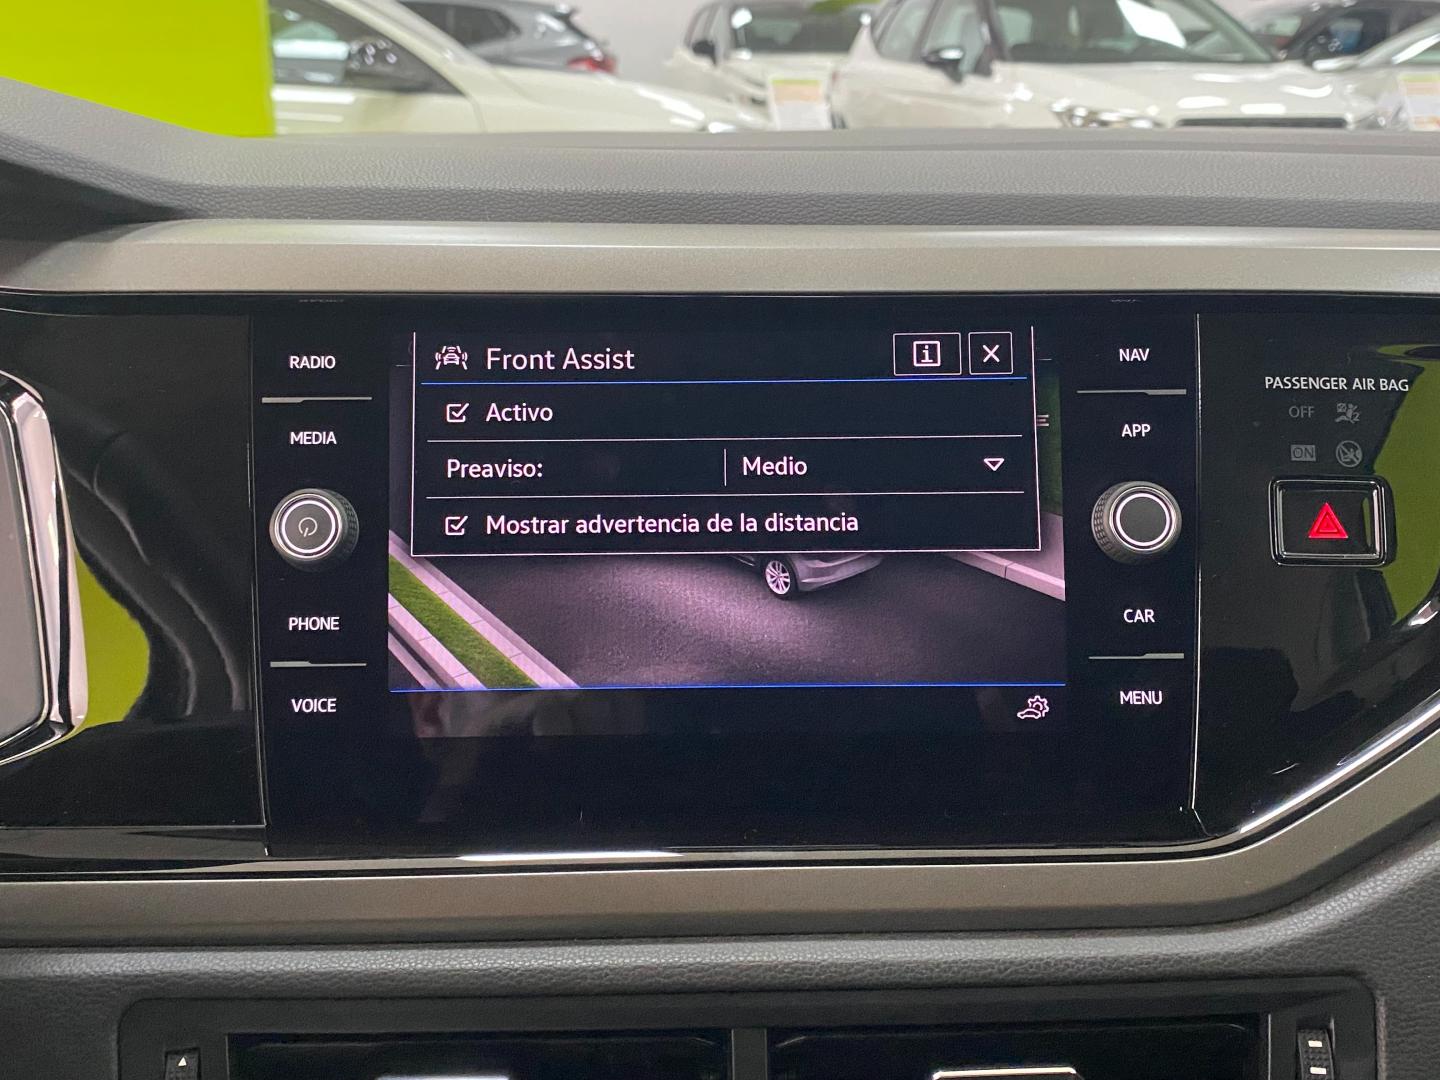 RADIO
MEDIA
PHONE
VOICE
Front Assist
Activo
Preaviso:
Medio
Mostrar advertencia de la distancia
NAV
APP
CAR
MENU
PASSENGER AIR BAG
OFF
ON